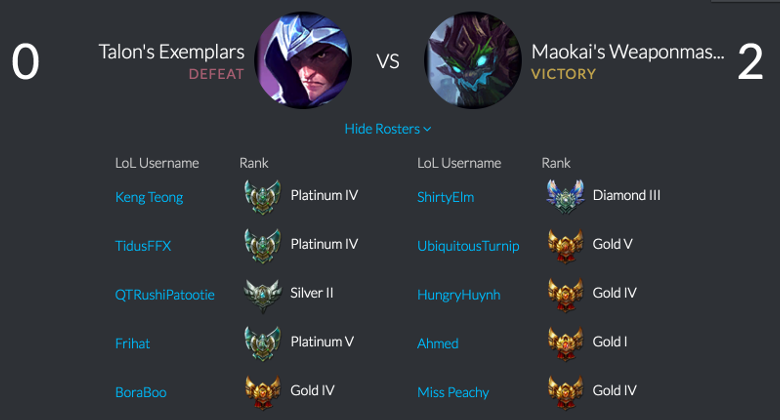 0 Talon's Exemplars VS Maokai's Weaponmas... 2
DEFEAT VICTORY
Hide Rosters
LoL Username Rank LoL Username Rank
Keng Teong Platinum IV ShirtyElm Diamond III
TidusFFX Platinum IV UbiquitousTurnip Gold V
QTRushiPatootie Silver II HungryHuynh Gold IV
Frihat Platinum V Ahmed Gold I
BoraBoo Gold IV Miss Peachy Gold IV